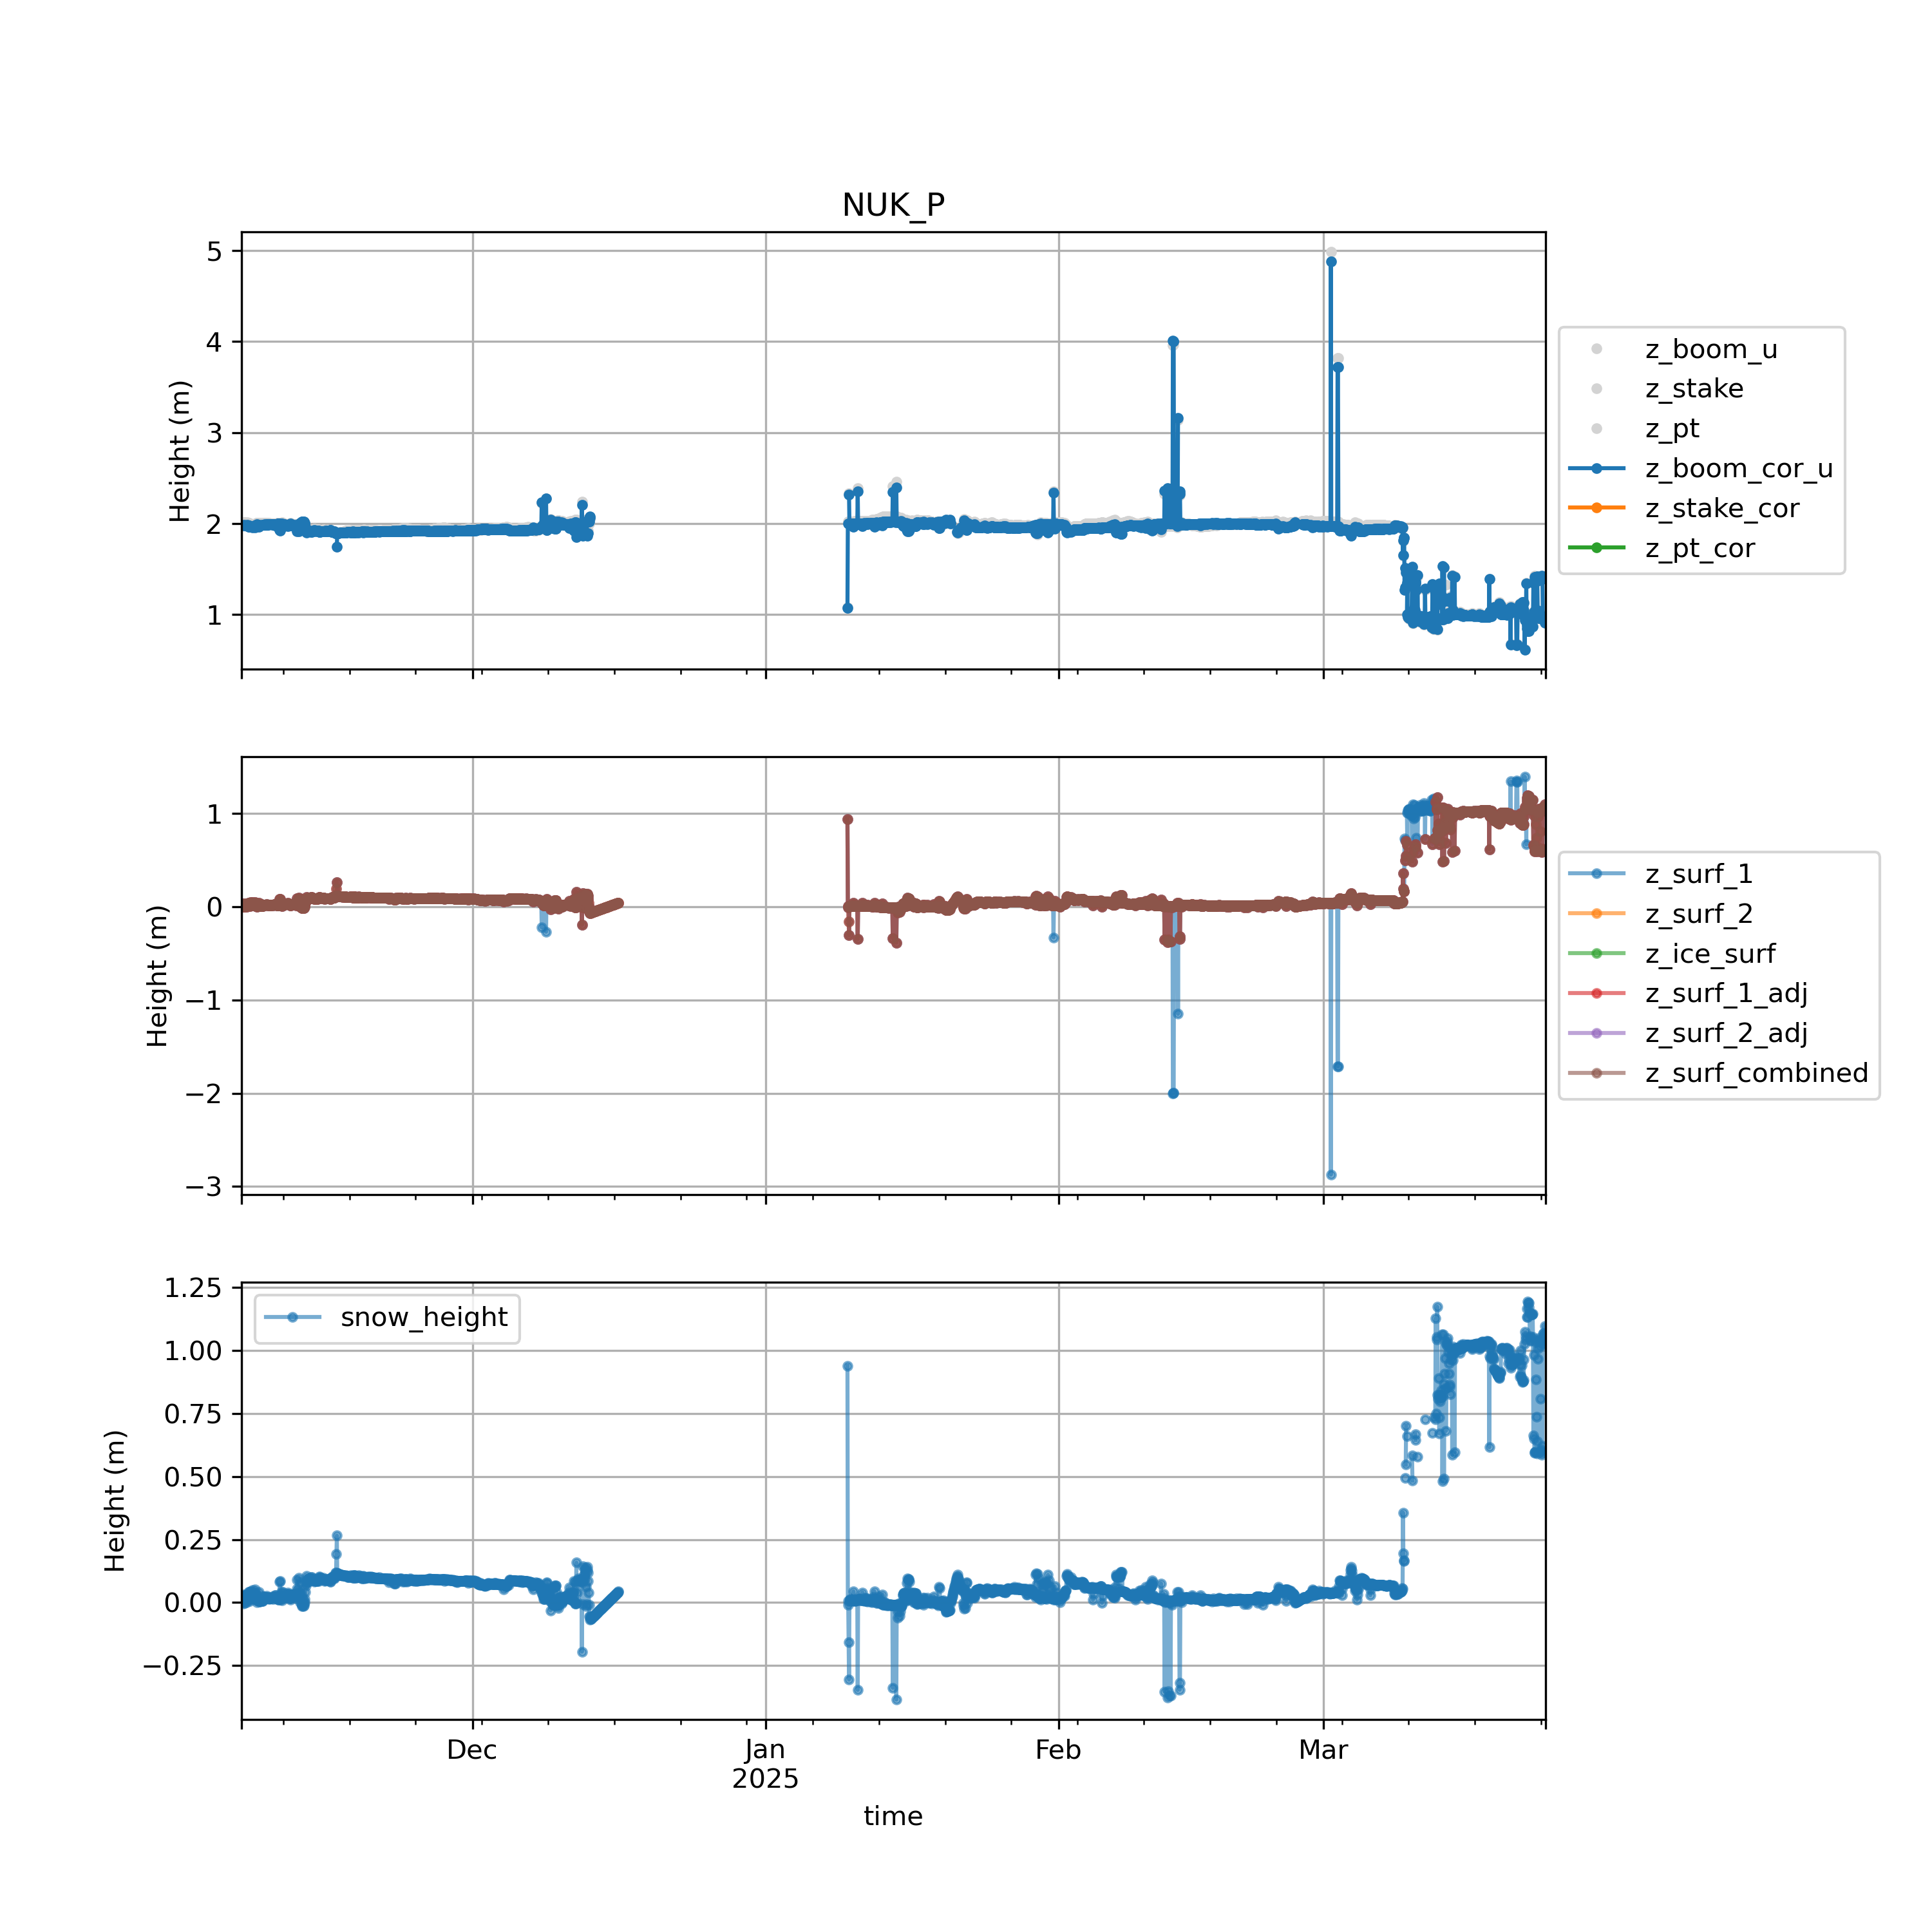 NUK_P
5
4
3
2
1
Height (m)
z_boom_u
z_stake
z_pt
z_boom_cor_u
z_stake_cor
z_pt_cor
1
0
−1
−2
−3
Height (m)
z_surf_1
z_surf_2
z_ice_surf
z_surf_1_adj
z_surf_2_adj
z_surf_combined
1.25
1.00
0.75
0.50
0.25
0.00
−0.25
Height (m)
snow_height
Dec
Jan
2025
Feb
Mar
time